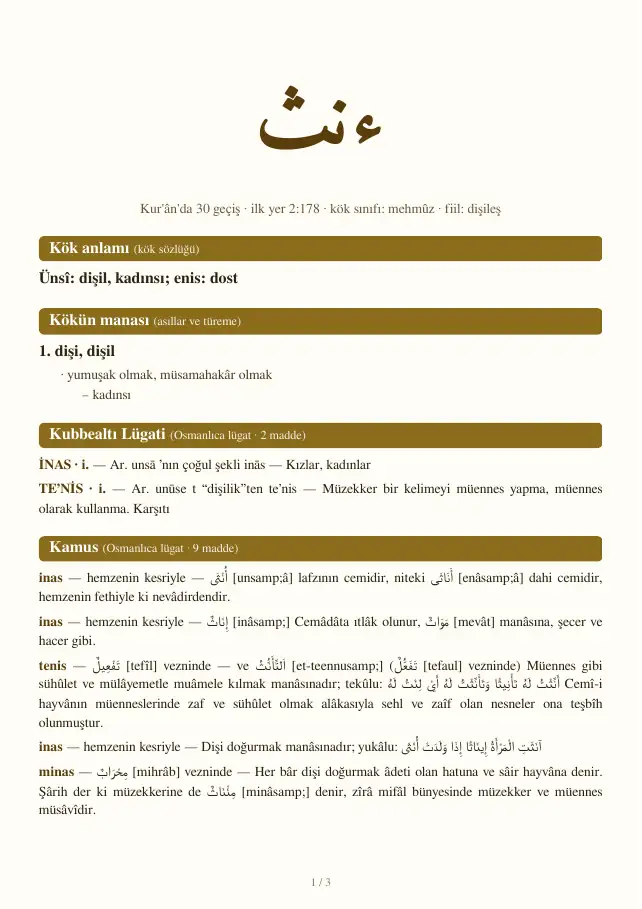 ءنث
Kur'ân'da 30 geçiş · ilk yer 2:178 · kök sınıfı: mehmûz · fiil: dişileş
Kök anlamı (kök sözlüğü)
Ünsî: dişil, kadınsı; enis: dost
Kökün manası (asıllar ve türeme)
1. dişi, dişil
· yumuşak olmak, müsamahakâr olmak
– kadınsı
Kubbealtı Lügati (Osmanlıca lügat · 2 madde)
İNAS · i. — Ar. unsā 'nın çoğul şekli inās — Kızlar, kadınlar
TE'NİS · i. — Ar. unūse t “dişilik”ten te'nis — Müzekker bir kelimeyi müennes yapma, müennes
olarak kullanma. Karşıtı
Kamus (Osmanlıca lügat · 9 madde)
inas — hemzenin kesriyle — أُنْثَى [unsamp;â] lafzının cemidir, niteki أَنَاثَى [enâsamp;â] dahi cemidir,
hemzenin fethiyle ki nevâdirdendir.
inas — hemzenin kesriyle — إِنَاثٌ [inâsamp;] Cemâdâta ıtlâk olunur, مَوَاتٌ [mevât] manâsına, şecer ve
hacer gibi.
tenis — تَفْعِيلٌ [tefîl] vezninde — ve اَلتَّأَنُّثُ [et-teennusamp;] (تَفَعُّلٌ [tefaul] vezninde) Müennes gibi
sühûlet ve mülâyemetle muâmele kılmak manâsınadır; tekûlu: أَنَّثْتُ لَهُ تَأْنِيثًا وَتَأَنَّثْتُ لَهُ أَيْ لِنْتُ لَهُ Cemî-i
hayvânın müenneslerinde zaf ve sühûlet olmak alâkasıyla sehl ve zaîf olan nesneler ona teşbîh
olunmuştur.
inas — hemzenin kesriyle — Dişi doğurmak manâsınadır; yukâlu: آنَثَتِ الْمَرْأَةُ إِينَاثًا إِذَا وَلَدَتْ أُنْثَى
minas — مِحْرَابٌ [mihrâb] vezninde — Her bâr dişi doğurmak âdeti olan hatuna ve sâir hayvâna denir.
Şârih der ki müzekkerine de مِئْنَاثٌ [minâsamp;] denir, zîrâ mifâl bünyesinde müzekker ve müennes
müsâvîdir.
1 / 3